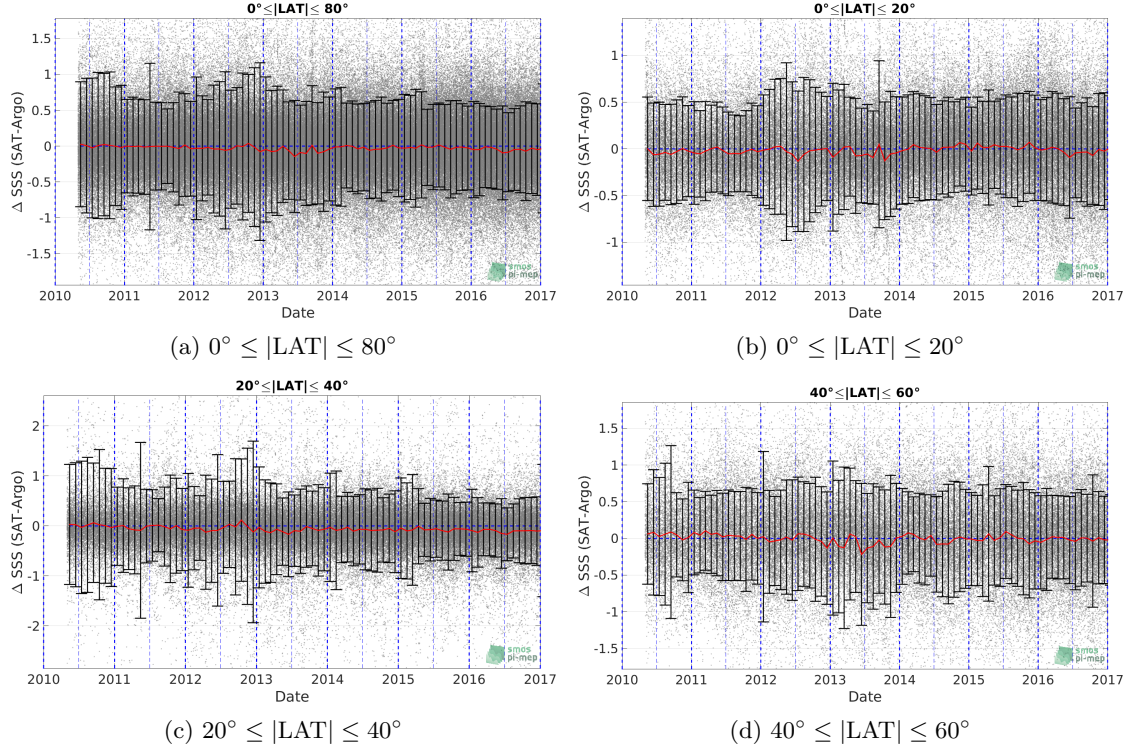 0°≤|LAT|≤ 80°
1.5
1
0.5
0
-0.5
-1
-1.5
Δ SSS (SAT-Argo)
2010 2011 2012 2013 2014 2015 2016 2017
Date
smos
pi-mep
(a) 0° ≤ |LAT| ≤ 80°
0°≤|LAT|≤ 20°
1
0.5
0
-0.5
-1
Δ SSS (SAT-Argo)
2010 2011 2012 2013 2014 2015 2016 2017
Date
smos
pi-mep
(b) 0° ≤ |LAT| ≤ 20°
20°≤|LAT|≤ 40°
2
1
0
-1
-2
Δ SSS (SAT-Argo)
2010 2011 2012 2013 2014 2015 2016 2017
Date
smos
pi-mep
(c) 20° ≤ |LAT| ≤ 40°
40°≤|LAT|≤ 60°
1.5
1
0.5
0
-0.5
-1
-1.5
Δ SSS (SAT-Argo)
2010 2011 2012 2013 2014 2015 2016 2017
Date
smos
pi-mep
(d) 40° ≤ |LAT| ≤ 60°